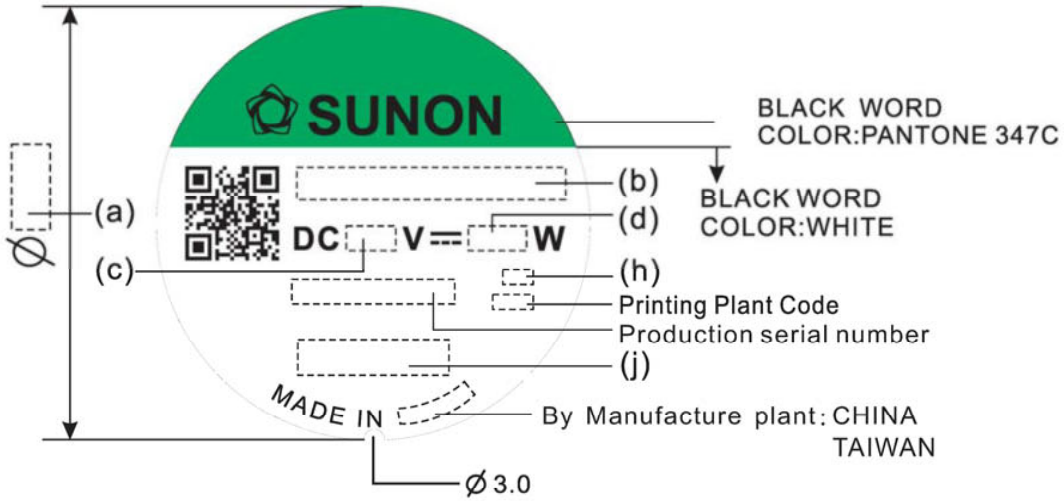 SUNON
BLACK WORD
COLOR:PANTONE 347C
(b)
BLACK WORD
COLOR:WHITE
(a)
Ø
(d)
DC V⎓ W
(c)
(h)
Printing Plant Code
Production serial number
(j)
MADE IN
By Manufacture plant: CHINA
TAIWAN
Ø 3.0